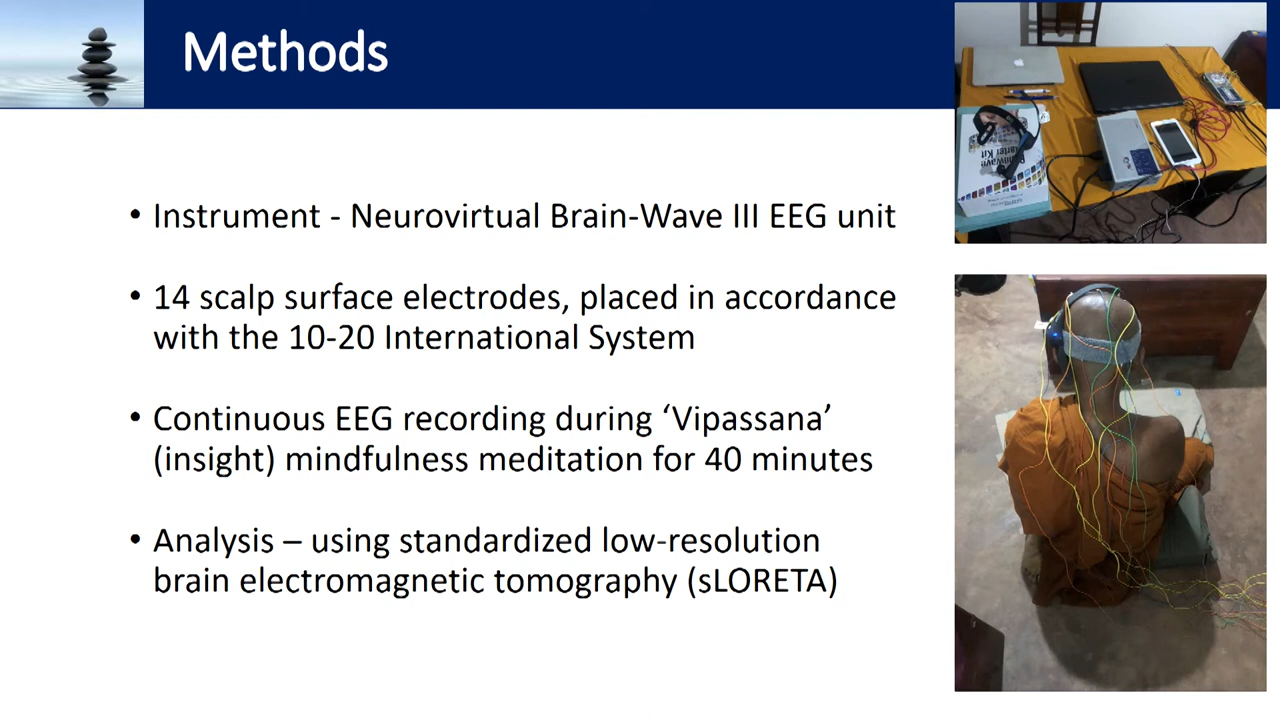 Methods
• Instrument - Neurovirtual Brain-Wave III EEG unit
• 14 scalp surface electrodes, placed in accordance
with the 10-20 International System
• Continuous EEG recording during ‘Vipassana’
(insight) mindfulness meditation for 40 minutes
• Analysis – using standardized low-resolution
brain electromagnetic tomography (sLORETA)